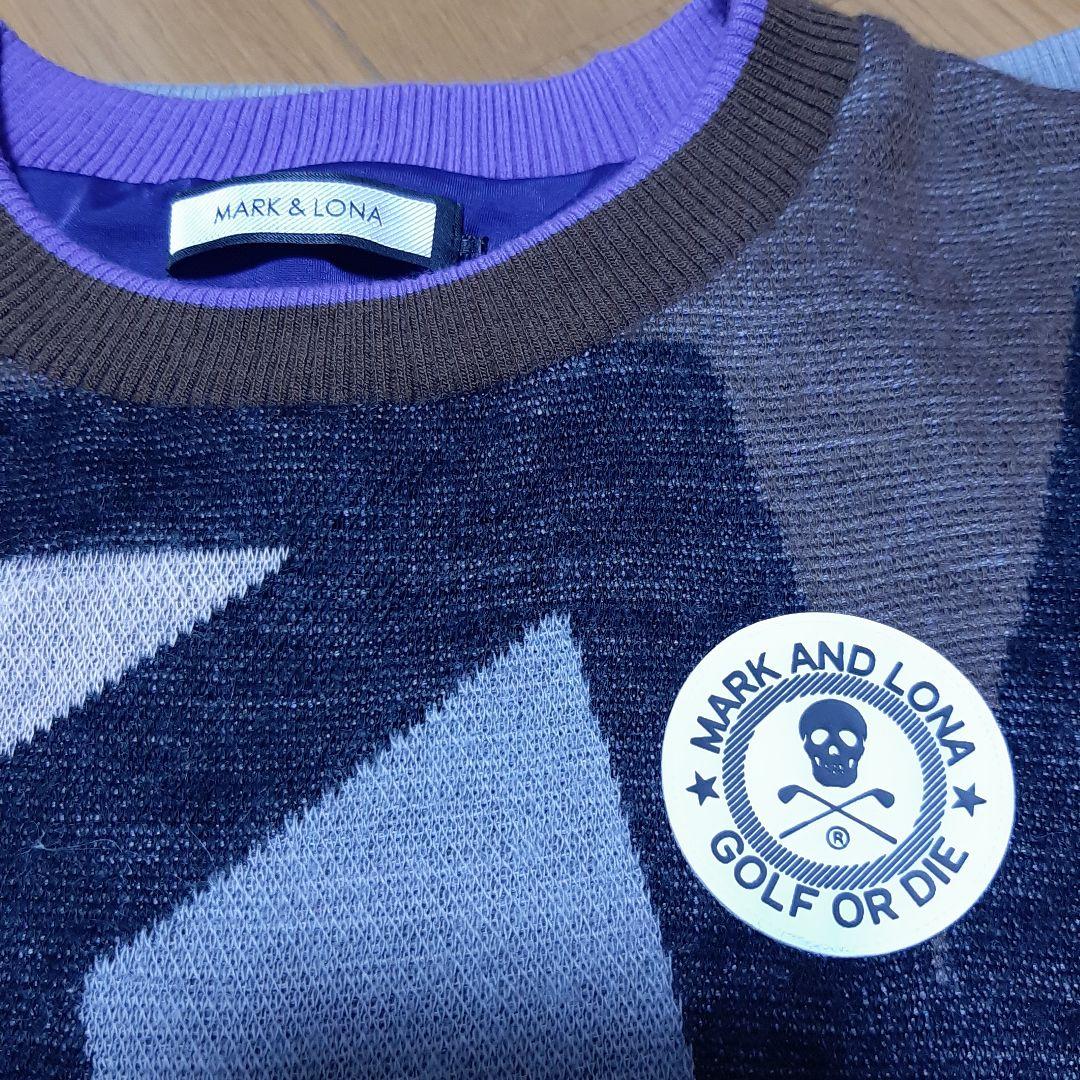 MARK & LONA
MARK AND LONA
®
GOLF OR DIE